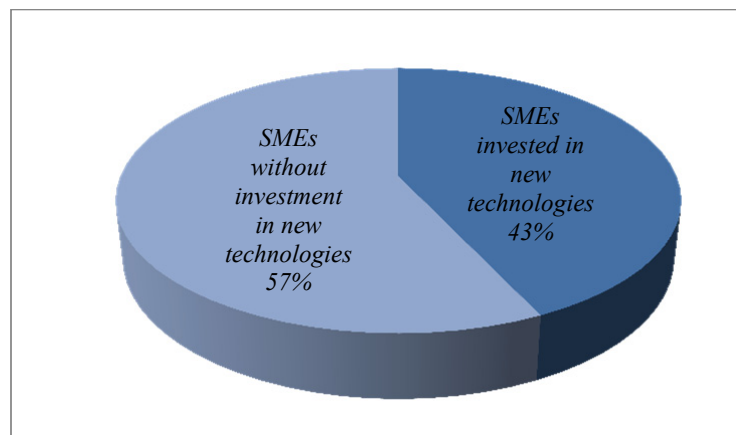 SMEs
without
investment
in new
technologies
57%
SMEs
invested in
new
technologies
43%